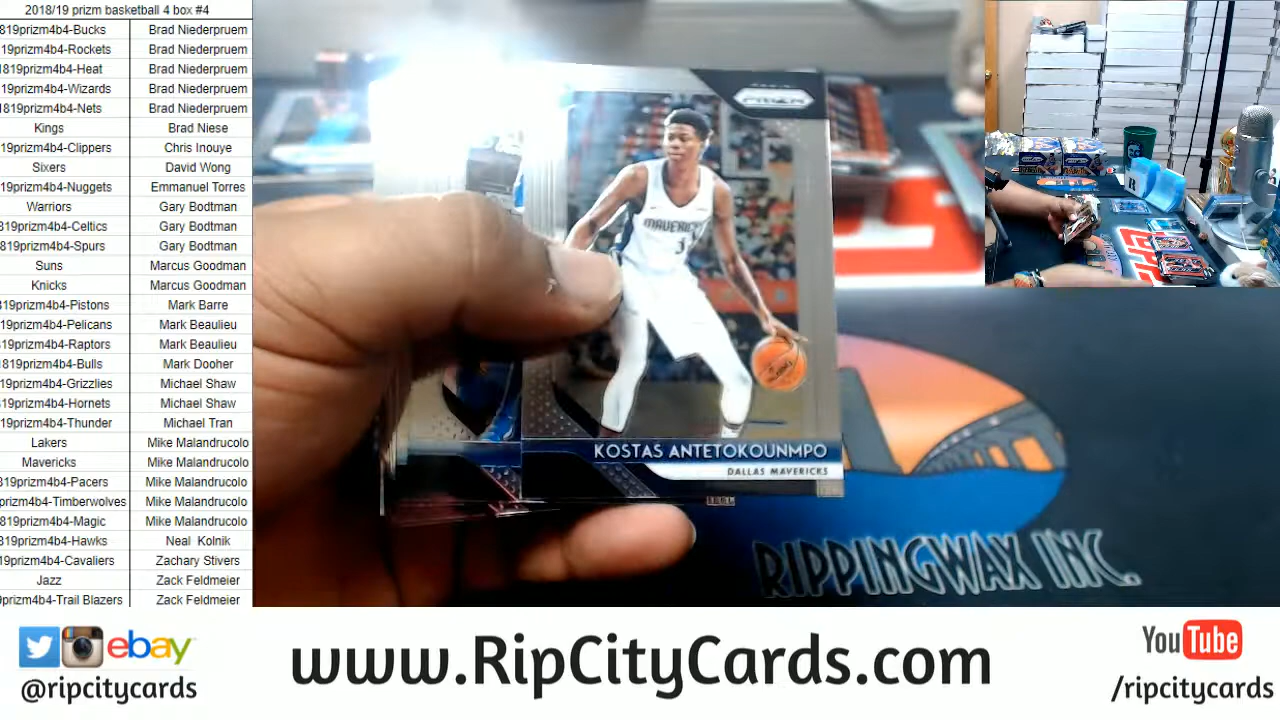 2018/19 prizm basketball 4 box #4
819prizm4b4-Bucks Brad Niederpruem
19prizm4b4-Rockets Brad Niederpruem
1819prizm4b4-Heat Brad Niederpruem
19prizm4b4-Wizards Brad Niederpruem
1819prizm4b4-Nets Brad Niederpruem
Kings Brad Niese
19prizm4b4-Clippers Chris Inouye
Sixers David Wong
19prizm4b4-Nuggets Emmanuel Torres
Warriors Gary Bodtman
819prizm4b4-Celtics Gary Bodtman
819prizm4b4-Spurs Gary Bodtman
Suns Marcus Goodman
Knicks Marcus Goodman
819prizm4b4-Pistons Mark Barre
19prizm4b4-Pelicans Mark Beaulieu
19prizm4b4-Raptors Mark Beaulieu
1819prizm4b4-Bulls Mark Dooher
19prizm4b4-Grizzlies Michael Shaw
19prizm4b4-Hornets Michael Shaw
19prizm4b4-Thunder Michael Tran
Lakers Mike Malandrucolo
Mavericks Mike Malandrucolo
819prizm4b4-Pacers Mike Malandrucolo
prizm4b4-Timberwolves Mike Malandrucolo
819prizm4b4-Magic Mike Malandrucolo
819prizm4b4-Hawks Neal Kolnik
19prizm4b4-Cavaliers Zachary Stivers
Jazz Zack Feldmeier
9prizm4b4-Trail Blazers Zack Feldmeier
PRIZM
MAVERICKS
KOSTAS ANTETOKOUNMPO
DALLAS MAVERICKS
RIPPINGWAX INC.
ebay
@ripcitycards
www.RipCityCards.com
YouTube
/ripcitycards